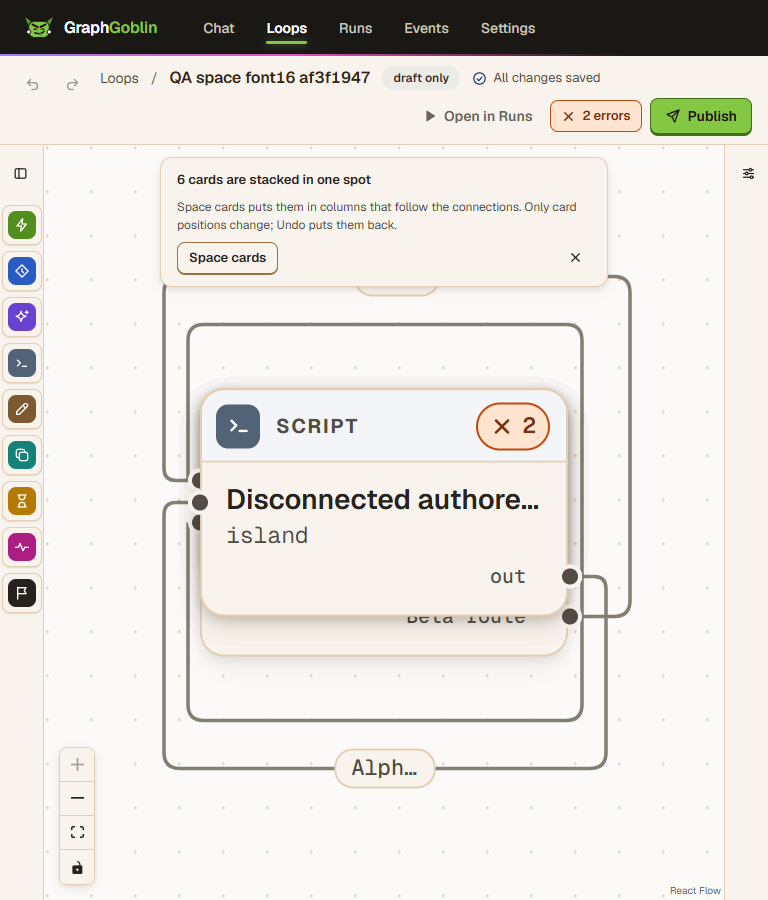 GraphGoblin
Chat
Loops
Runs
Events
Settings
Loops / QA space font16 af3f1947
draft only
All changes saved
Open in Runs
2 errors
Publish
6 cards are stacked in one spot
Space cards puts them in columns that follow the connections. Only card
positions change; Undo puts them back.
Space cards
SCRIPT
2
Disconnected authore…
island
out
Beta route
Alph…
React Flow